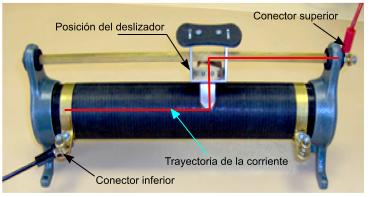 Conector superior
Posición del deslizador
Trayectoria de la corriente
Conector inferior